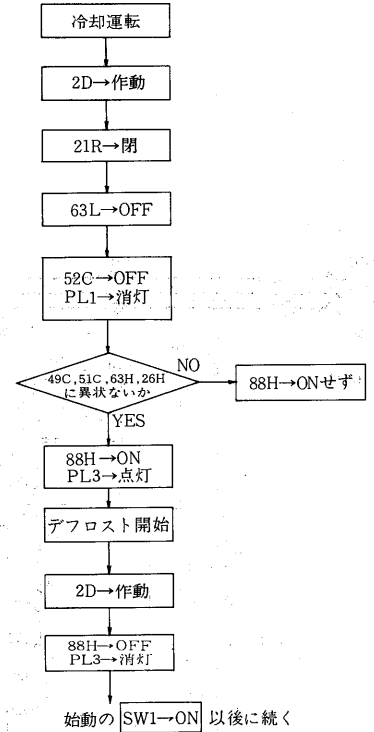 冷却運転
2D→作動
21R→閉
63L→OFF
52C→OFF
PL1→消灯
49C,51C,63H,26H
に異状ないか
NO
88H→ONせず
YES
88H→ON
PL3→点灯
デフロスト開始
2D→作動
88H→OFF
PL3→消灯
始動の SW1→ON 以後に続く